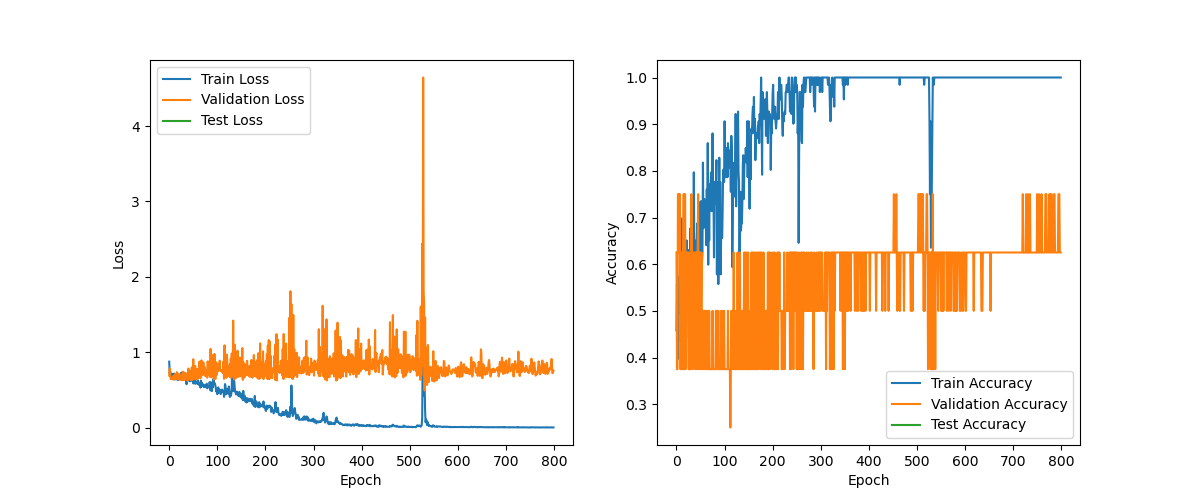 Train Loss
Validation Loss
Test Loss
4
3
2
1
0
Loss
0 100 200 300 400 500 600 700 800
Epoch
1.0
0.9
0.8
0.7
0.6
0.5
0.4
0.3
Accuracy
Train Accuracy
Validation Accuracy
Test Accuracy
0 100 200 300 400 500 600 700 800
Epoch